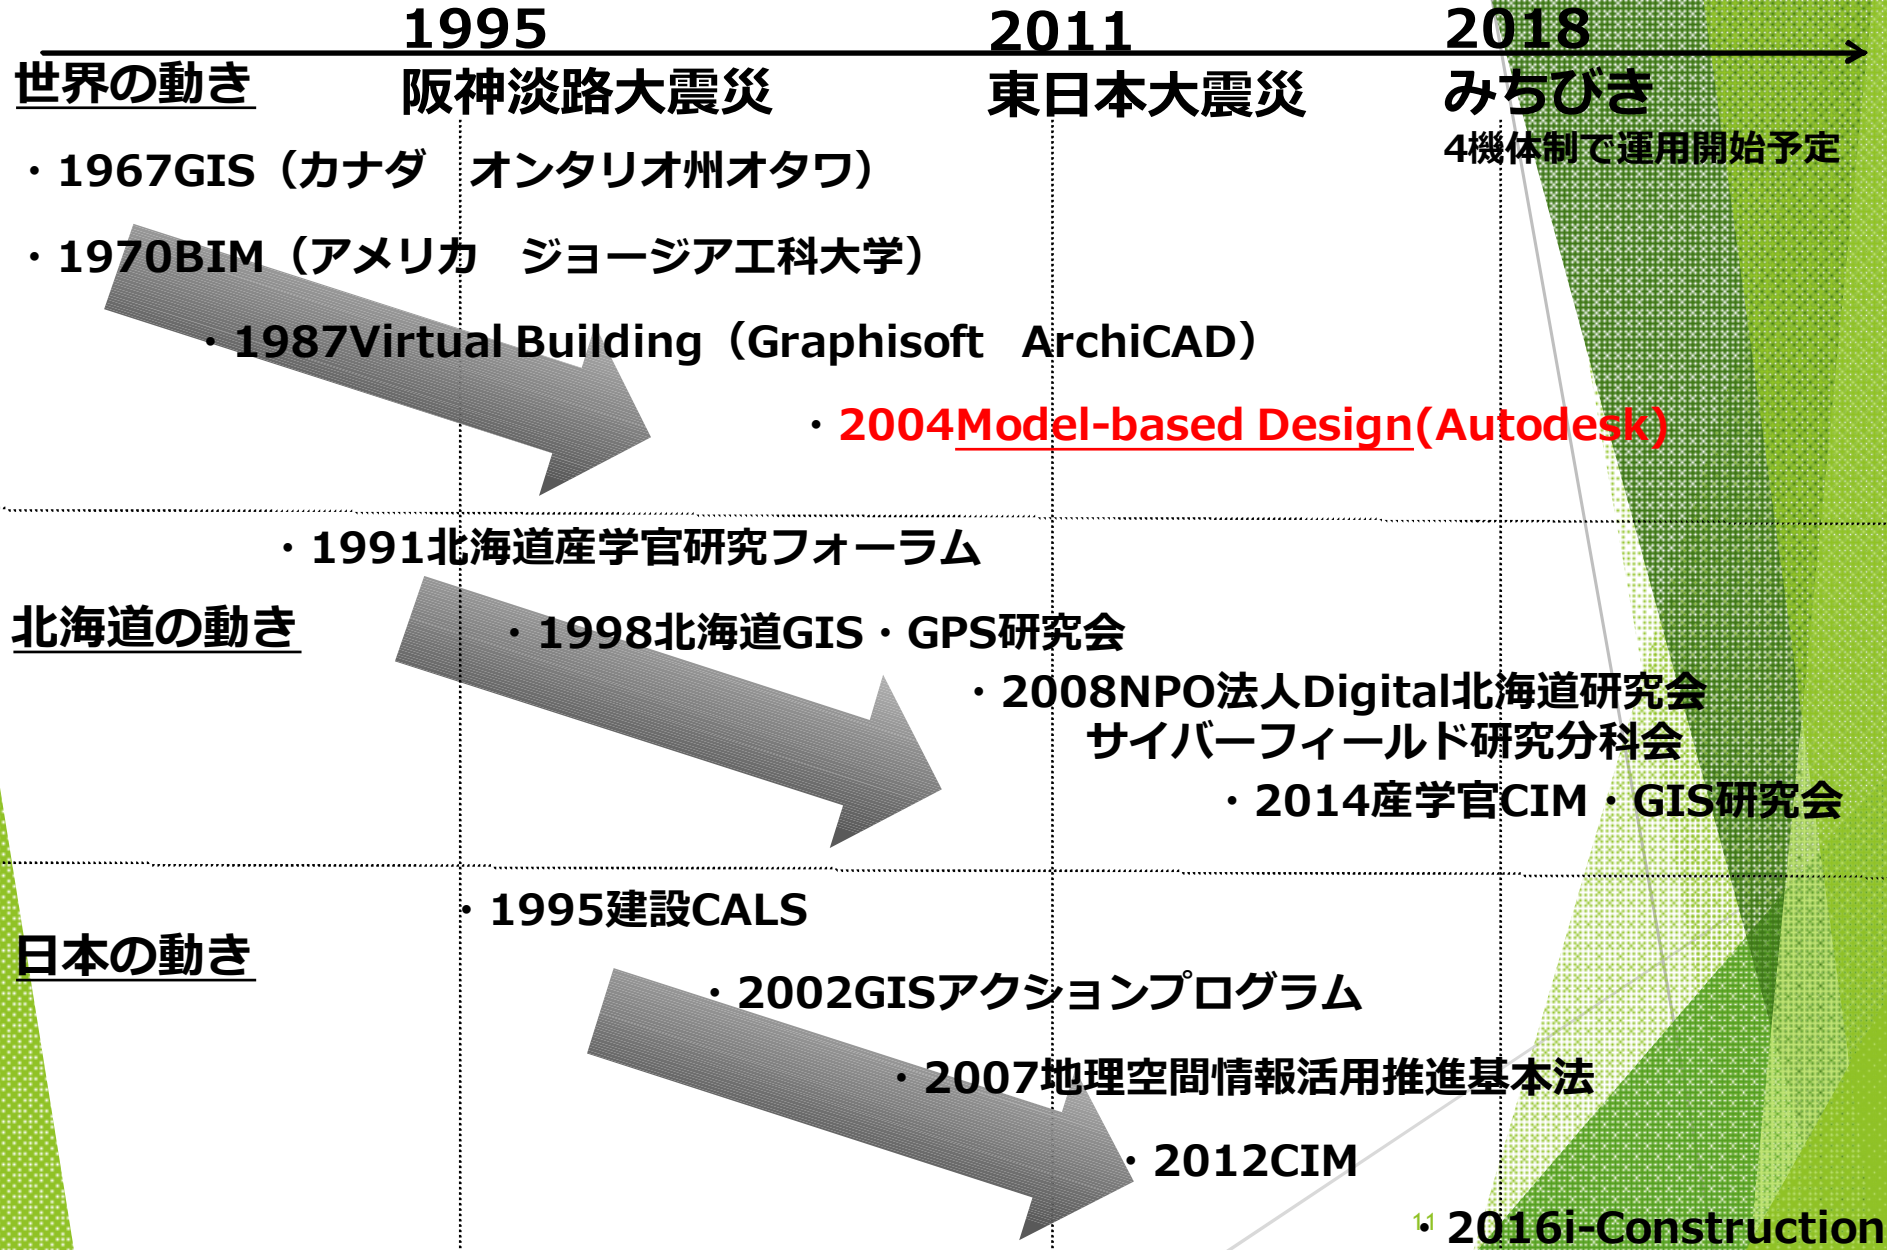 1995
2011
2018
世界の動き
阪神淡路大震災
東日本大震災
みちびき
4機体制で運用開始予定
・1967GIS（カナダ　オンタリオ州オタワ）
・1970BIM（アメリカ　ジョージア工科大学）
・1987Virtual Building（Graphisoft　ArchiCAD）
・2004Model-based Design(Autodesk)
・1991北海道産学官研究フォーラム
北海道の動き
・1998北海道GIS・GPS研究会
・2008NPO法人Digital北海道研究会
サイバーフィールド研究分科会
・2014産学官CIM・GIS研究会
・1995建設CALS
日本の動き
・2002GISアクションプログラム
・2007地理空間情報活用推進基本法
・2012CIM
・2016i-Construction
11